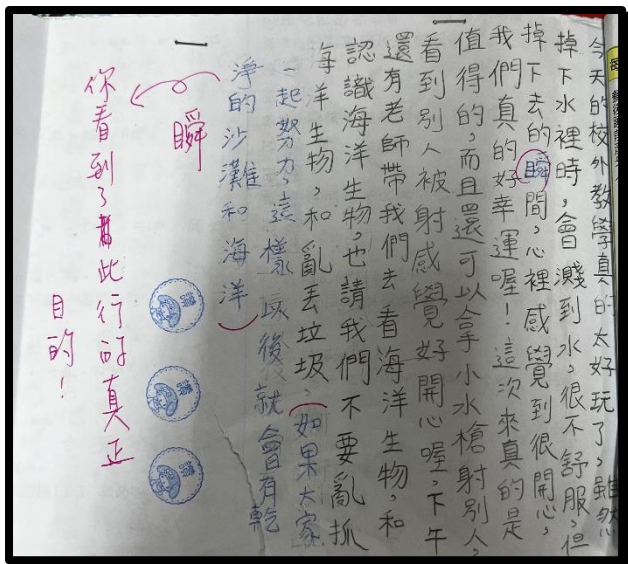 今天的校外教學真的太好玩了,雖然
掉下水裡時,會濺到水,很不舒服,但
掉下去的瞬間,心裡感覺到很開心,
我們真的好幸運喔!這次來真的是
值得的,而且還可以拿小水槍射別人,
看到別人被射感覺好開心喔,下午
還有老師帶我們去看海洋生物,和
認識海洋生物,也請我們不要亂抓
海洋生物,和亂丟垃圾,如果大家
一起努力,這樣以後就會有乾
淨的沙灘和海洋
瞬
讚
讚
讚
你看到了此行的真正
目的!